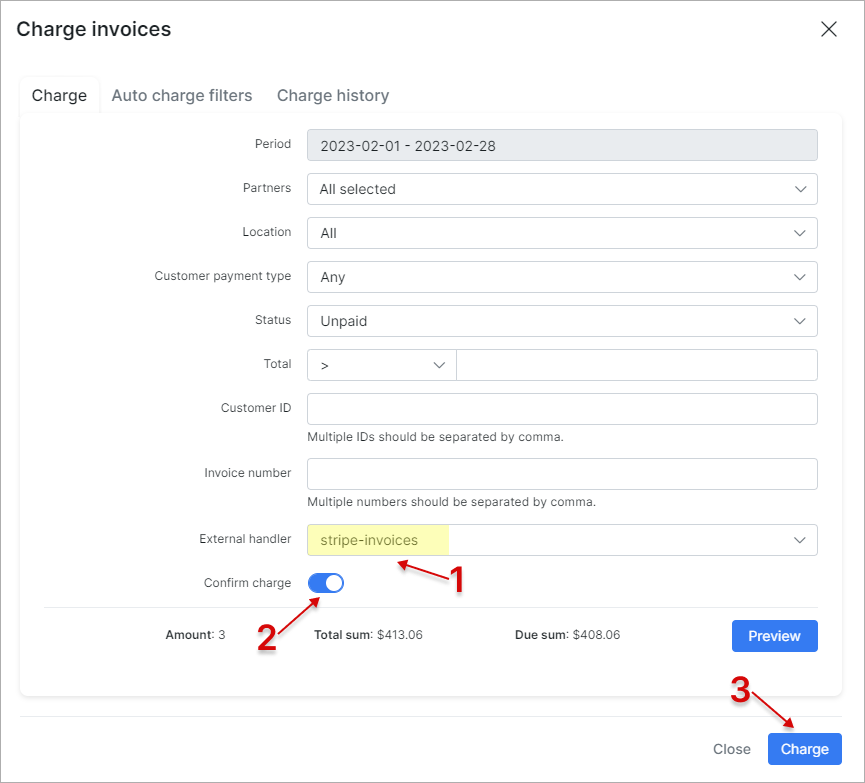 Charge invoices
Charge Auto charge filters Charge history
Period 2023-02-01 - 2023-02-28
Partners All selected
Location All
Customer payment type Any
Status Unpaid
Total >
Customer ID
Multiple IDs should be separated by comma.
Invoice number
Multiple numbers should be separated by comma.
External handler stripe-invoices
1
Confirm charge
2
Amount: 3 Total sum: $413.06 Due sum: $408.06 Preview
3
Close Charge